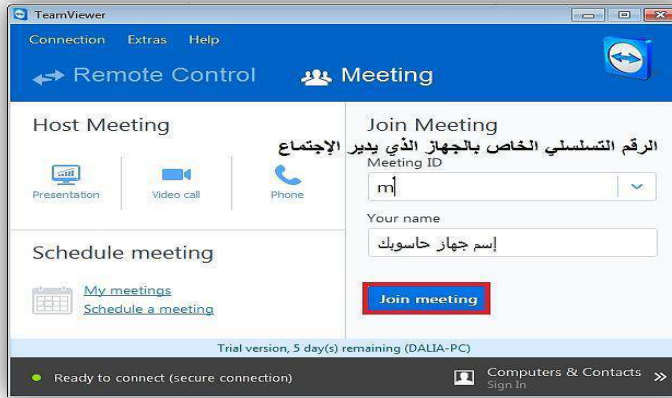 TeamViewer
Connection Extras Help
Remote Control Meeting
Host Meeting
Presentation Video call Phone
Schedule meeting
My meetings
Schedule a meeting
Join Meeting
الرقم التسلسلي الخاص بالجهاز الذي يدير الإجتماع
Meeting ID
m
Your name
إسم جهاز حاسوبك
Join meeting
Trial version, 5 day(s) remaining (DALIA-PC)
Ready to connect (secure connection)
Computers & Contacts
Sign In